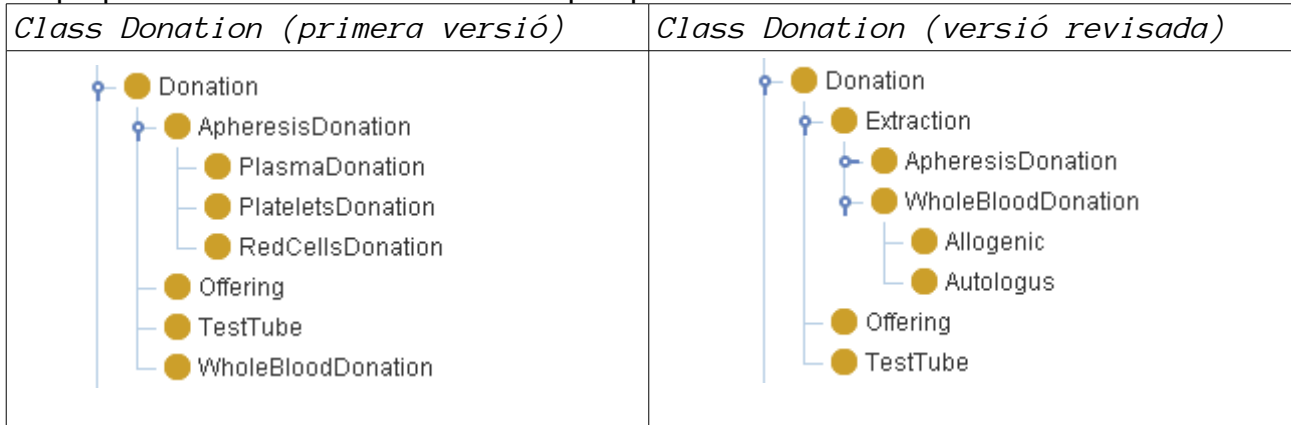 Class Donation (primera versió)
Class Donation (versió revisada)
Donation
ApheresisDonation
PlasmaDonation
PlateletsDonation
RedCellsDonation
Offering
TestTube
WholeBloodDonation
Donation
Extraction
ApheresisDonation
WholeBloodDonation
Allogenic
Autologus
Offering
TestTube